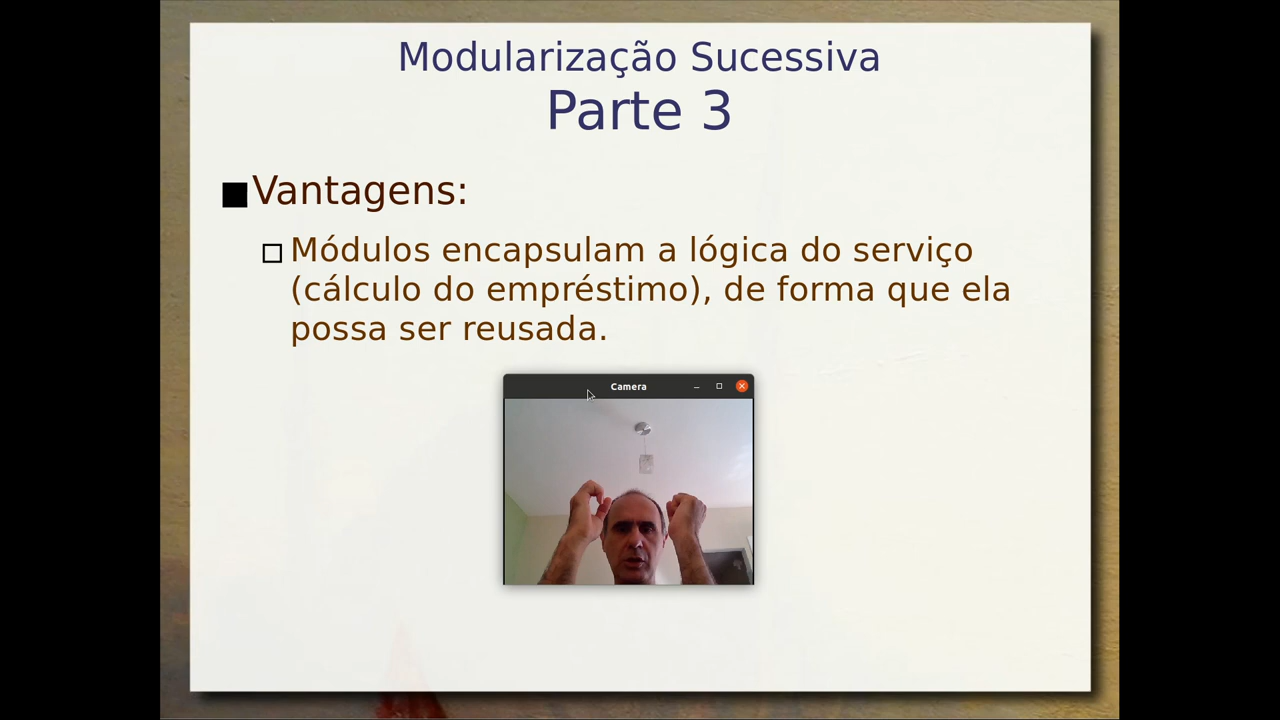 Modularização Sucessiva
Parte 3
Vantagens:
Módulos encapsulam a lógica do serviço
(cálculo do empréstimo), de forma que ela
possa ser reusada.
Camera